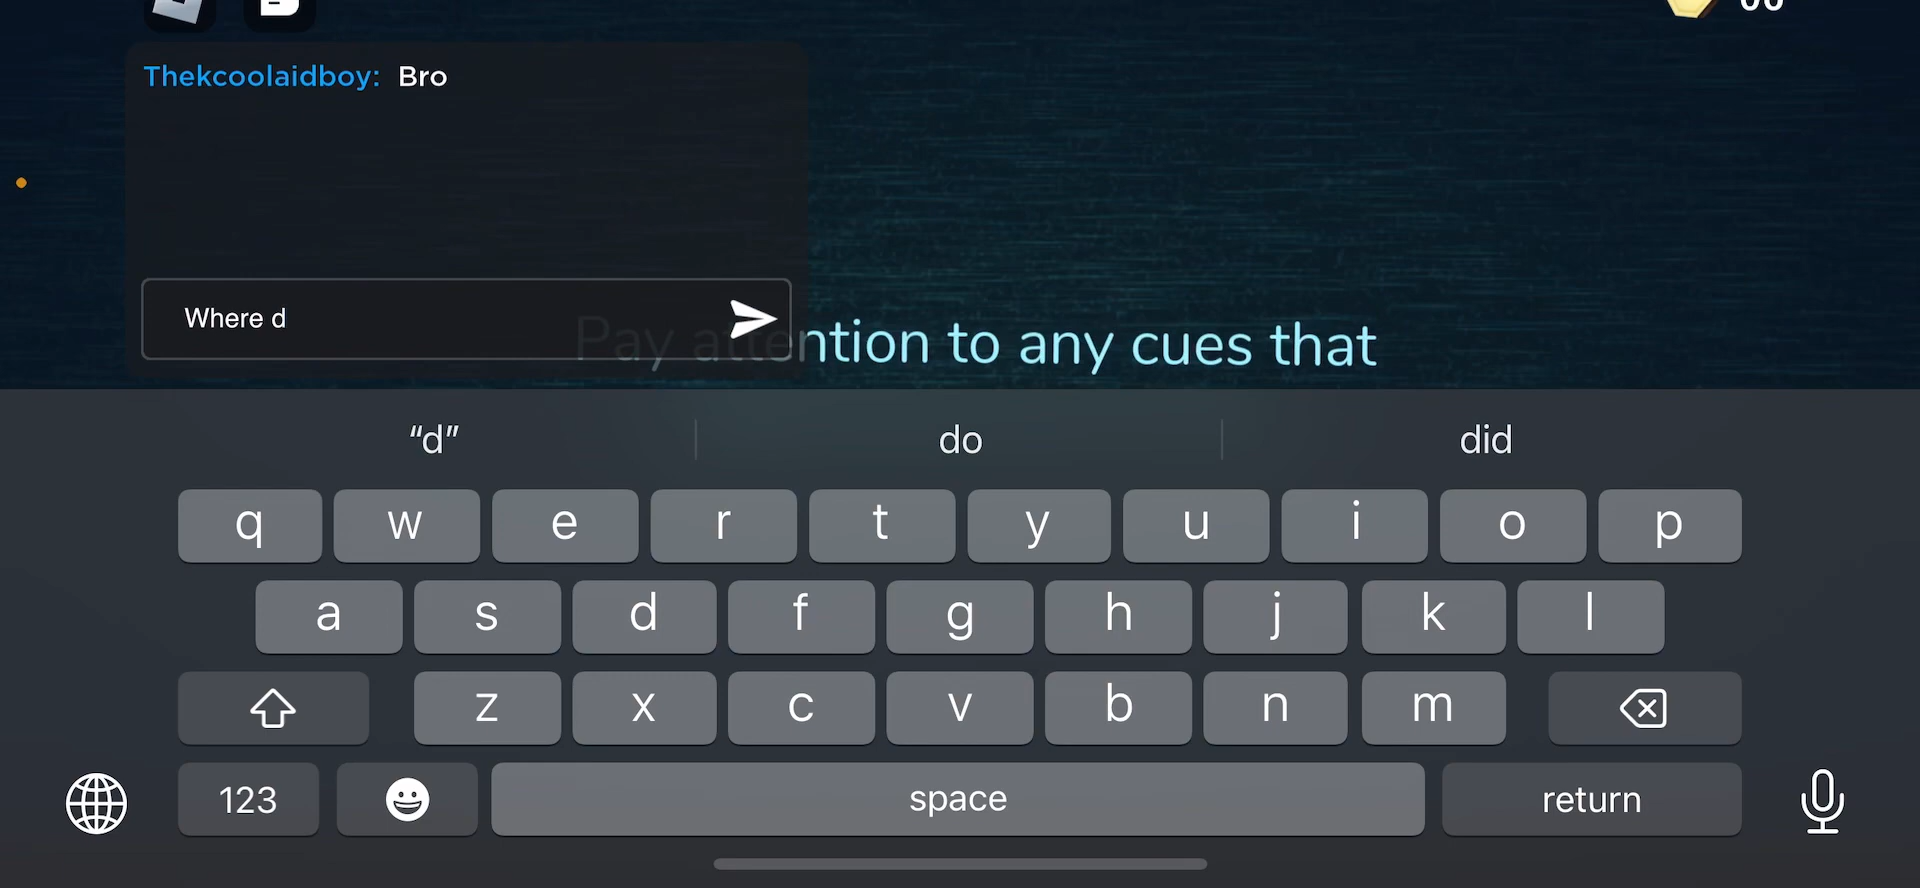 Thekcoolaidboy: Bro
Where d
Pay attention to any cues that
“d” do did
q w e r t y u i o p
a s d f g h j k l
z x c v b n m
123 space return